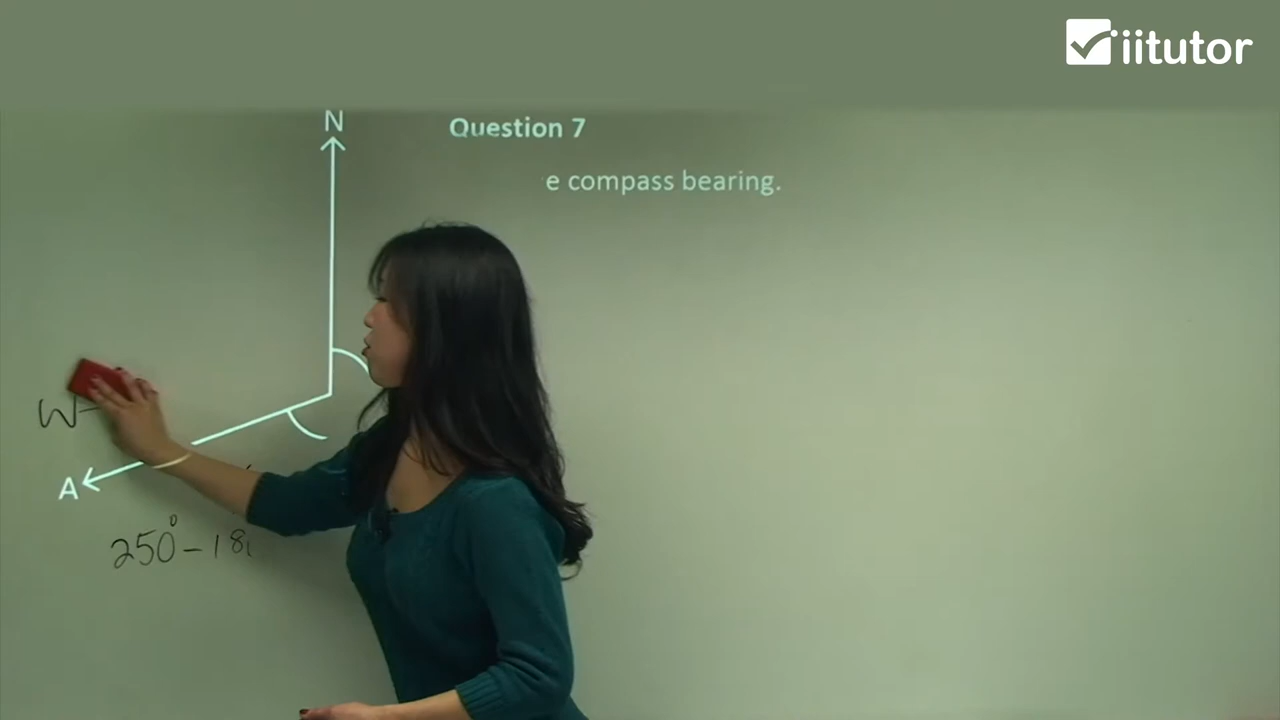 iitutor
N
Question 7
e compass bearing.
W
A
250° – 18